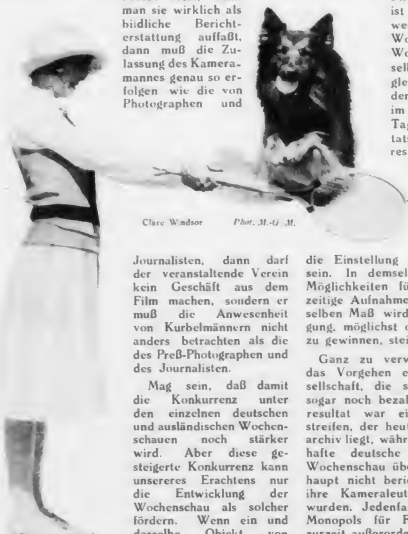 man sie wirklich als
biidliche Bericht-
erstattung auffaßt,
dann muß die Zu-
lassung des Kamera-
mannes genau so er-
folgen wie die von
Photographen und
Clare Windsor Phot. M.-G.-M.
Journalisten, dann darf
der veranstaltende Verein
kein Geschäft aus dem
Film machen, sondern er
muß die Anwesenheit
von Kurbelmännern nicht
anders betrachten als die
des Preß-Photographen und
des Journalisten.
Mag sein, daß damit
die Konkurrenz unter
den einzelnen deutschen
und ausländischen Wochen-
schauen noch stärker
wird. Aber diese ge-
steigerte Konkurrenz kann
unsereres Erachtens nur
die Entwicklung der
Wochenschau als solcher
fördern. Wenn ein und
dasselbe Objekt von
ist
we
Wo
Wo
sell
gle
der
im
Tag
tats
res
die Einstellung
sein. In demsel
Möglichkeiten fü
zeitige Aufnahme
selben Maß wird
gung, möglichst o
zu gewinnen, stei
Ganz zu verw
das Vorgehen e
sellschaft, die s
sogar noch bezal
resultat war ei
streifen, der heut
archiv liegt, währ
hafte deutsche
Wochenschau übe
haupt nicht beric
ihre Kameraleut
wurden. Jedenfa
Monopols für F
zurzeit außerorde